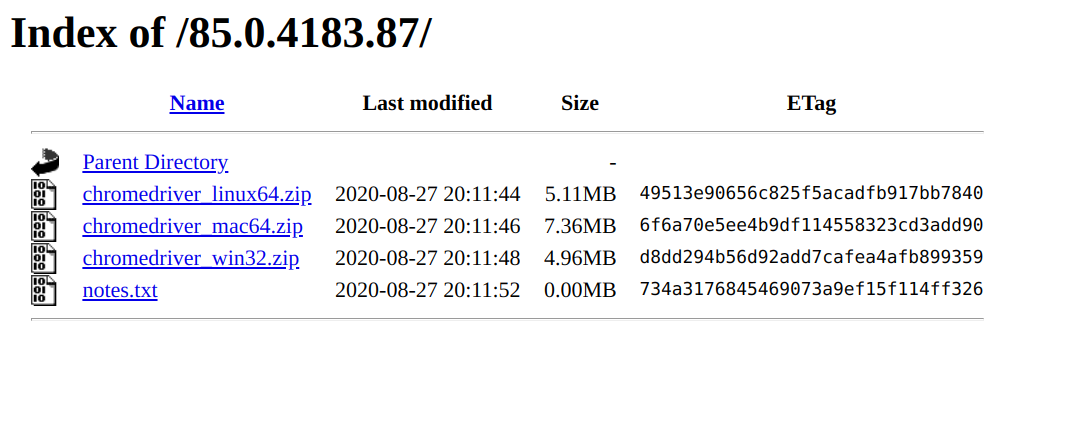 Index of /85.0.4183.87/
Name Last modified Size ETag
Parent Directory -
chromedriver_linux64.zip 2020-08-27 20:11:44 5.11MB 49513e90656c825f5acadfb917bb7840
chromedriver_mac64.zip 2020-08-27 20:11:46 7.36MB 6f6a70e5ee4b9df114558323cd3add90
chromedriver_win32.zip 2020-08-27 20:11:48 4.96MB d8dd294b56d92add7cafea4afb899359
notes.txt 2020-08-27 20:11:52 0.00MB 734a3176845469073a9ef15f114ff326